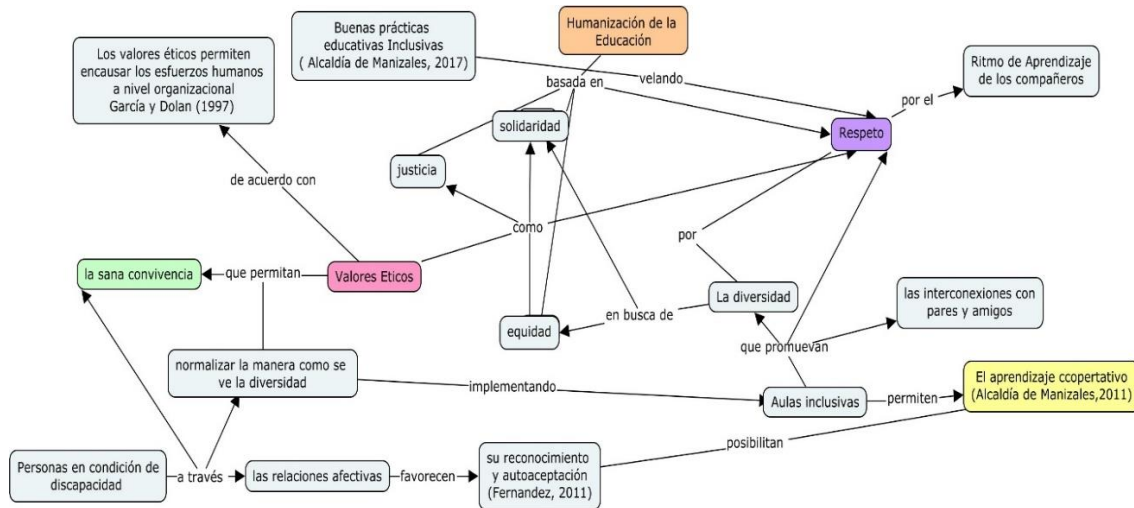 Humanización de la
Educación
Buenas prácticas
educativas Inclusivas
( Alcaldía de Manizales, 2017)
Los valores éticos permiten
encausar los esfuerzos humanos
a nivel organizacional
García y Dolan (1997)
Ritmo de Aprendizaje
de los compañeros
basada en
velando
por el
solidaridad
Respeto
justicia
de acuerdo con
como
por
la sana convivencia
que permitan
Valores Eticos
La diversidad
las interconexiones con
pares y amigos
en busca de
equidad
que promuevan
normalizar la manera como se
ve la diversidad
implementando
Aulas inclusivas
permiten
El aprendizaje ccopertativo
(Alcaldía de Manizales,2011)
posibilitan
Personas en condición de
discapacidad
a través
las relaciones afectivas
favorecen
su reconocimiento
y autoaceptación
(Fernandez, 2011)